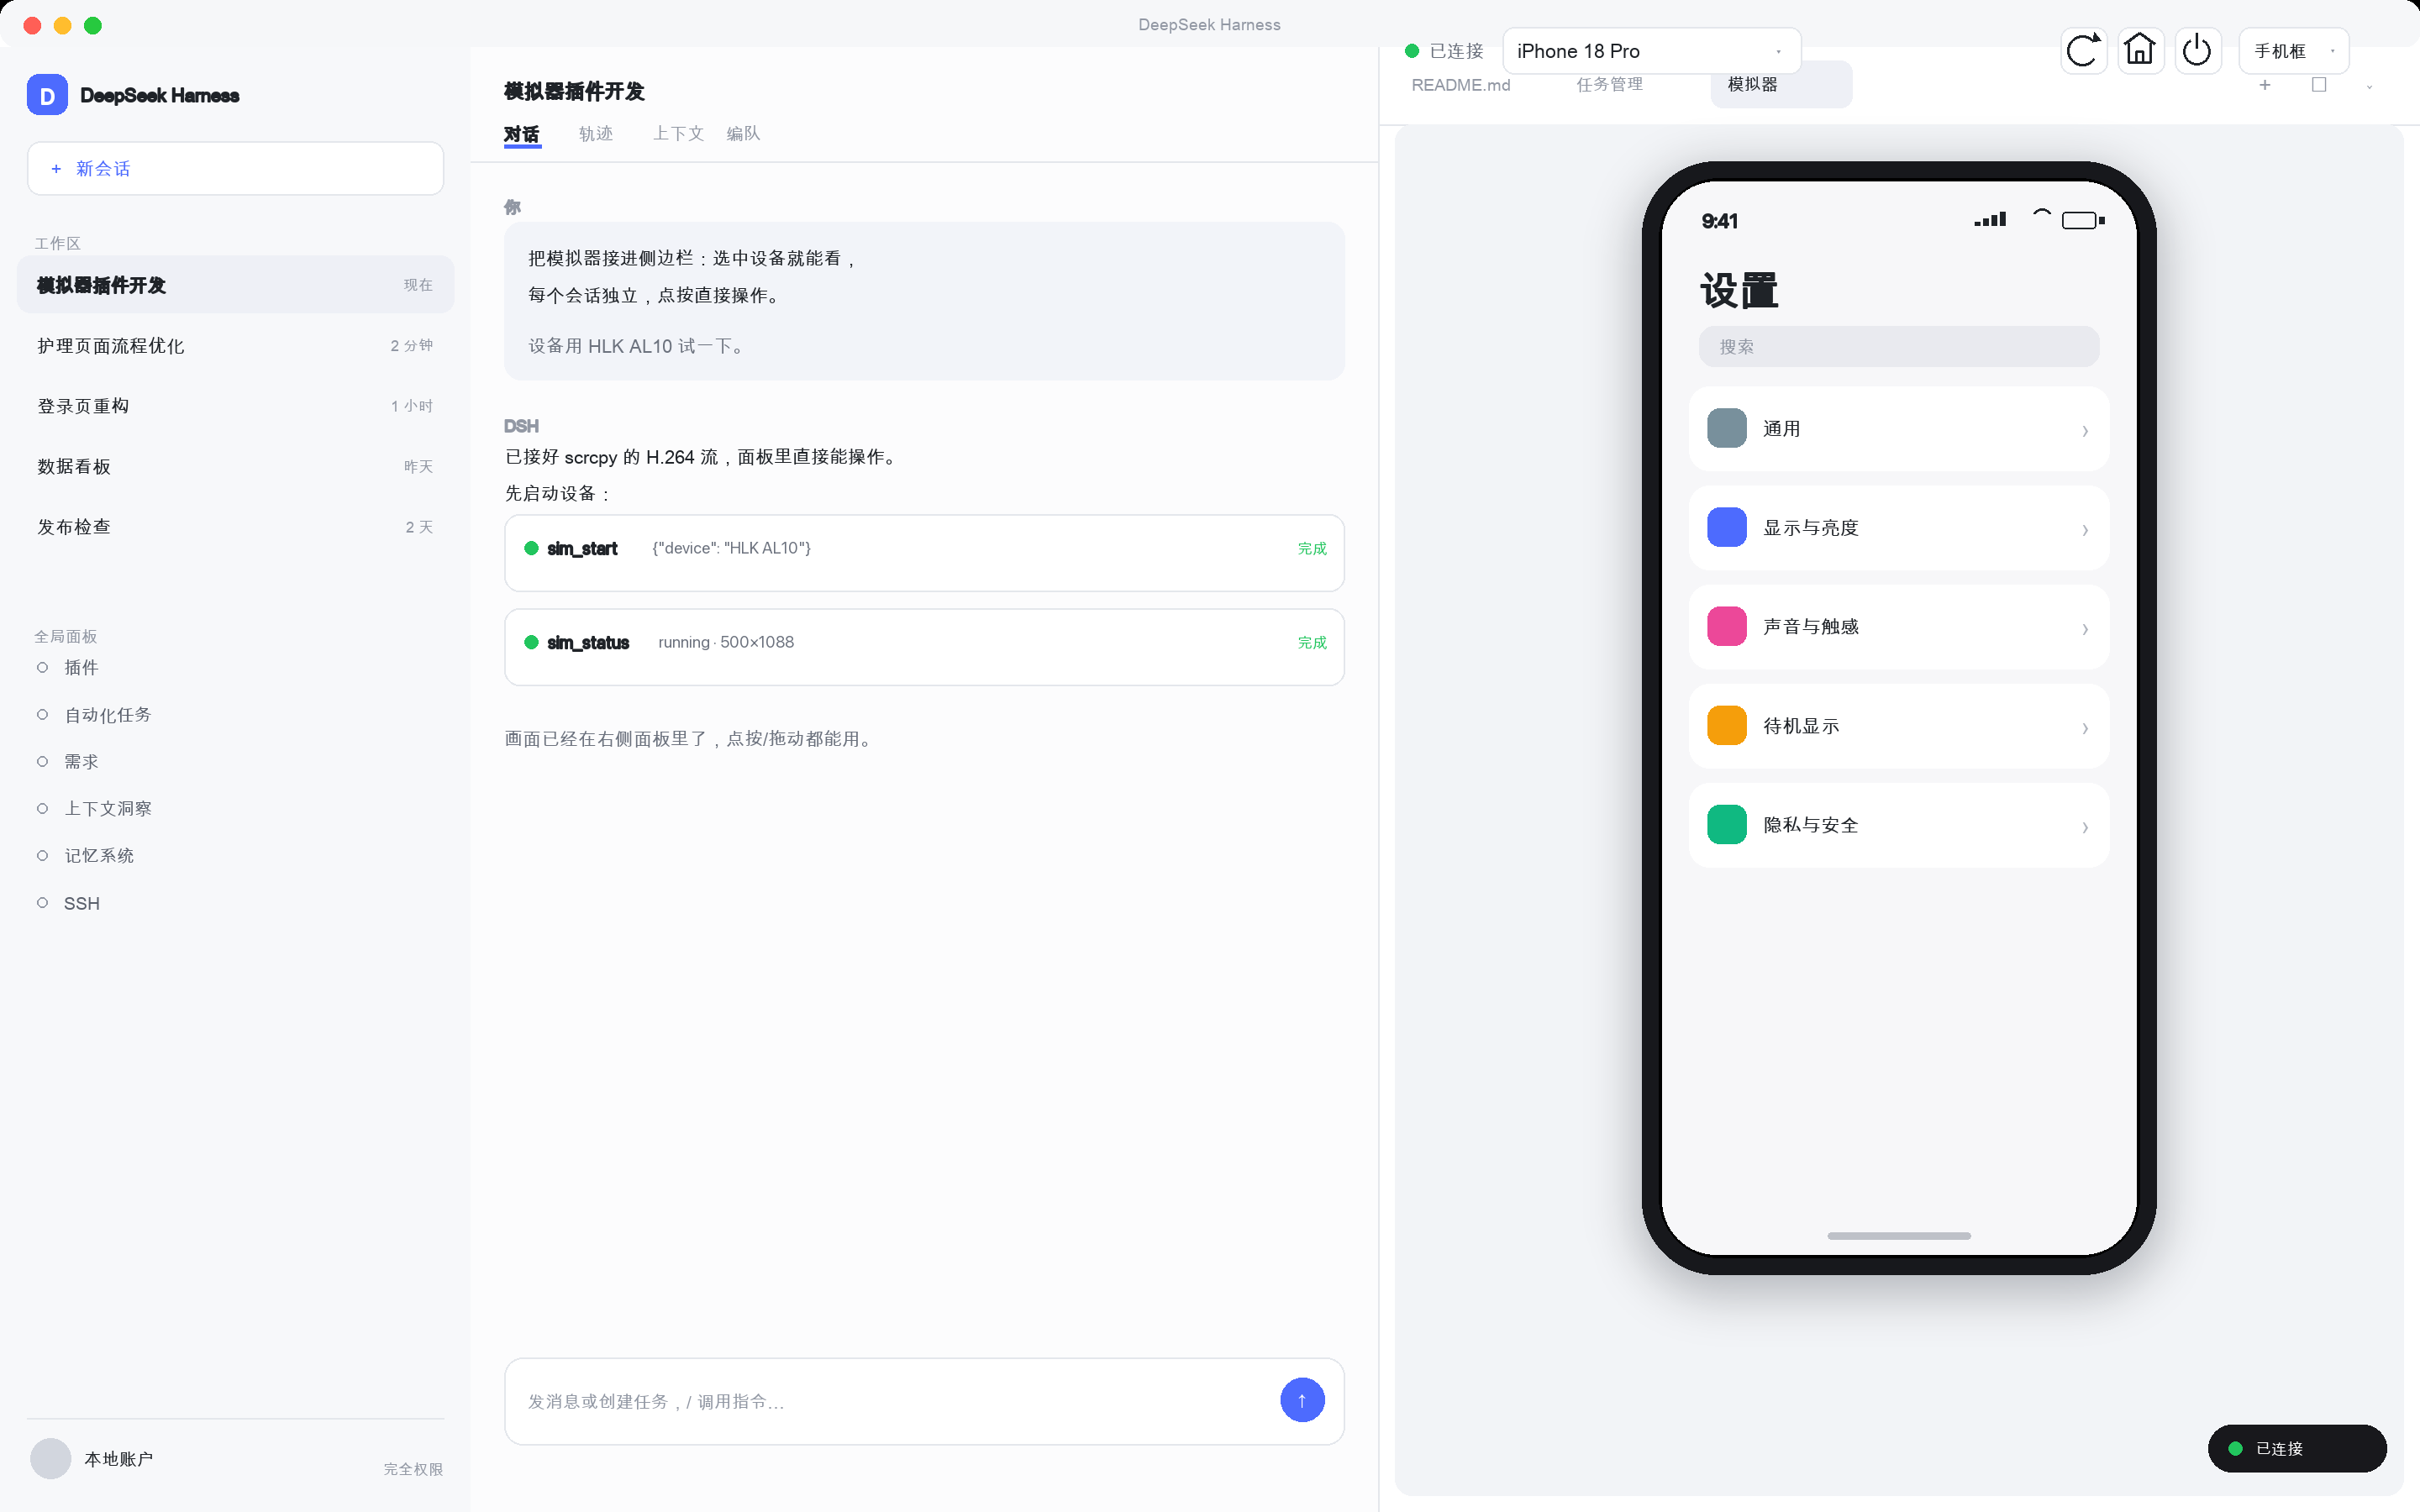 DeepSeek Harness
D DeepSeek Harness
+ 新会话
工作区
模拟器插件开发 现在
护理页面流程优化 2 分钟
登录页重构 1 小时
数据看板 昨天
发布检查 2 天
全局面板
插件
自动化任务
需求
上下文洞察
记忆系统
SSH
本地账户
完全权限
模拟器插件开发
对话 轨迹 上下文 编队
你
把模拟器接进侧边栏：选中设备就能看，
每个会话独立，点按直接操作。
设备用 HLK AL10 试一下。
DSH
已接好 scrcpy 的 H.264 流，面板里直接能操作。
先启动设备：
sim_start {"device": "HLK AL10"} 完成
sim_status running · 500×1088 完成
画面已经在右侧面板里了，点按/拖动都能用。
发消息或创建任务，/ 调用指令…
↑
已连接 iPhone 18 Pro 手机框
README.md 任务管理 模拟器 +
9:41
设置
搜索
通用 ›
显示与亮度 ›
声音与触感 ›
待机显示 ›
隐私与安全 ›
已连接